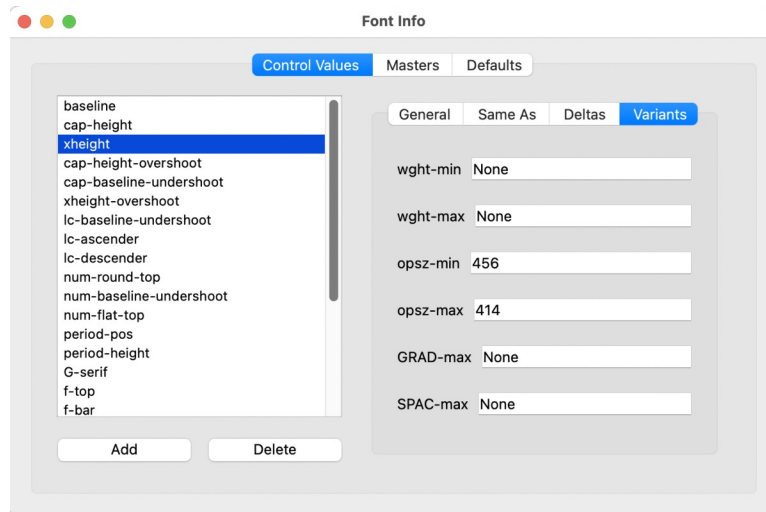 Font Info
Control Values Masters Defaults
baseline
cap-height
xheight
cap-height-overshoot
cap-baseline-undershoot
xheight-overshoot
lc-baseline-undershoot
lc-ascender
lc-descender
num-round-top
num-baseline-undershoot
num-flat-top
period-pos
period-height
G-serif
f-top
f-bar
Add Delete
General Same As Deltas Variants
wght-min None
wght-max None
opsz-min 456
opsz-max 414
GRAD-max None
SPAC-max None